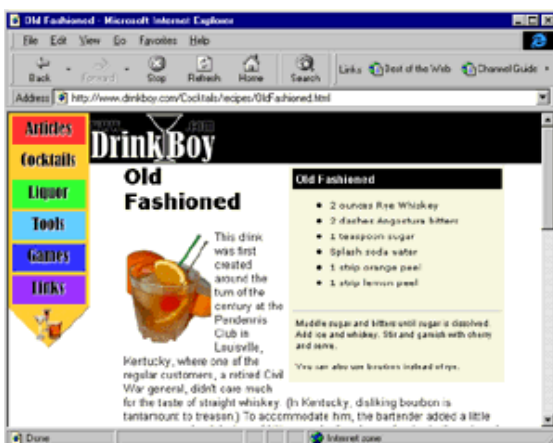 Old Fashioned - Microsoft Internet Explorer
File Edit View Go Favorites Help
Back Forward Stop Refresh Home Search Links Best of the Web Channel Guide
Address http://www.drinkboy.com/Cocktails/recipes/OldFashioned.html
Articles
Cocktails
Liquor
Tools
Games
Links
www. .com
DrinkBoy
Old
Fashioned
This drink
was first
created
around the
turn of the
century at the
Pendennis
Club in
Lousville,
Kentucky, where one of the
regular customers, a retired Civil
War general, didn't care much
for the taste of straight whiskey. (In Kentucky, disliking bourbon is
tantamount to treason.) To accommodate him, the bartender added a little
Old Fashioned
2 ounces Rye Whiskey
2 dashes Angostura bitters
1 teaspoon sugar
Splash soda water
1 strip orange peel
1 strip lemon peel
Muddle sugar and bitters until sugar is dissolved.
Add ice and whiskey. Stir and garnish with cherry
and serve.
You can also use bourbon instead of rye.
Done Internet zone